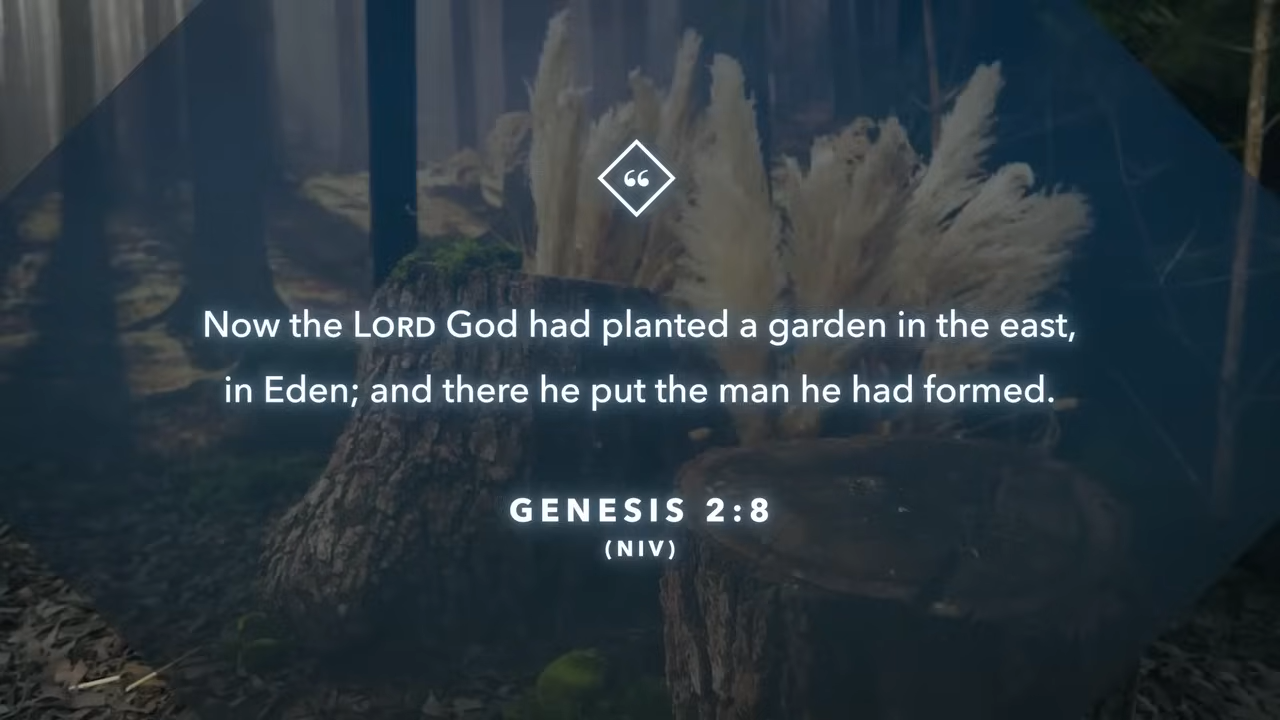 “
Now the LORD God had planted a garden in the east,
in Eden; and there he put the man he had formed.
GENESIS 2:8
(NIV)